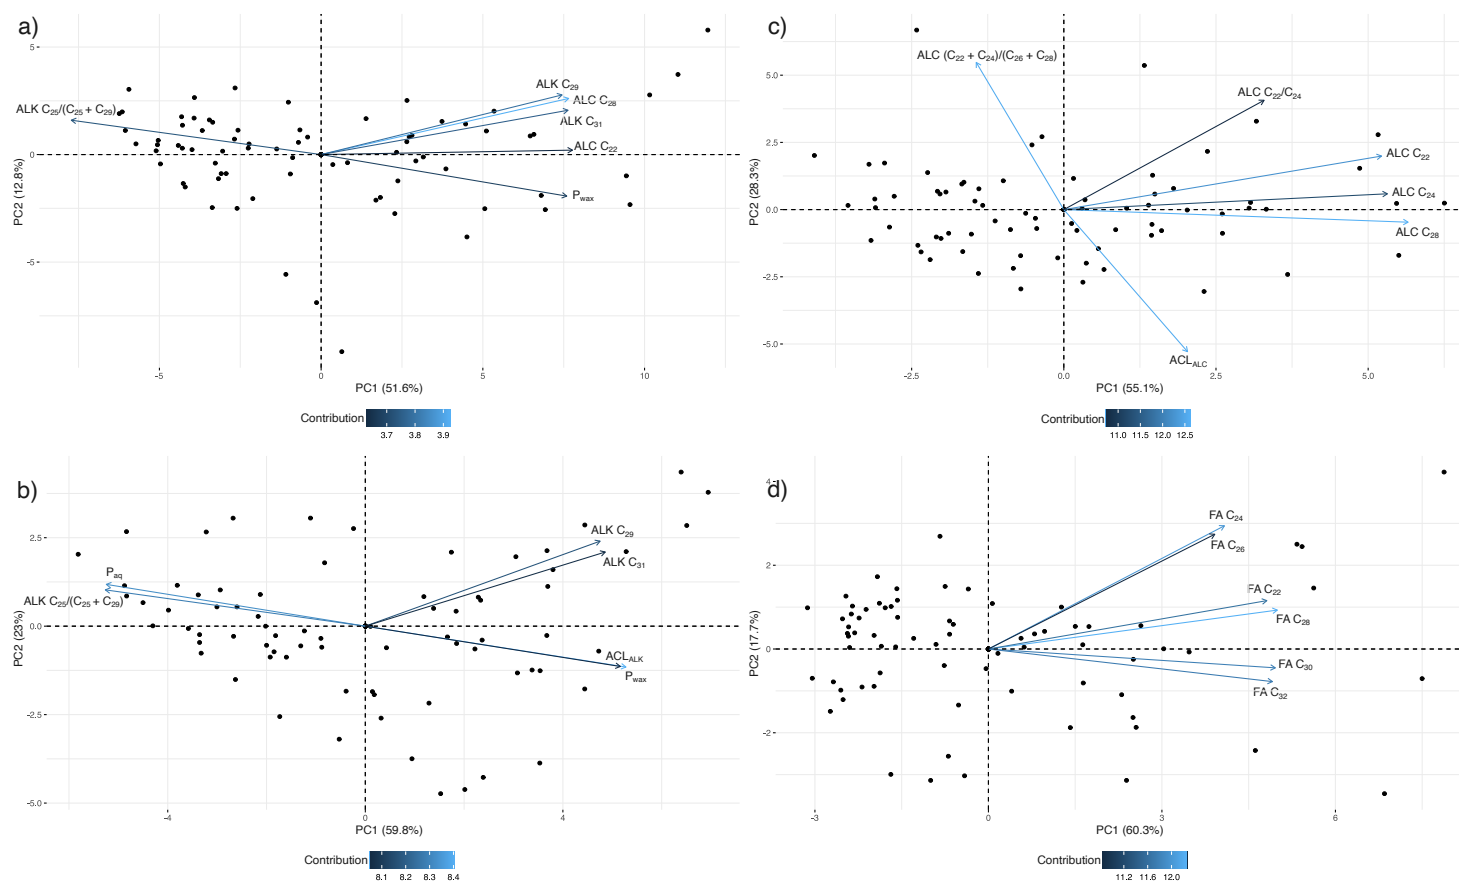 a)
5
0
-5
PC2 (12.8%)
ALK C25/(C25 + C29)
ALK C29
ALC C28
ALK C31
ALC C22
Pwax
-5
0
5
10
PC1 (51.6%)
Contribution
3.7
3.8
3.9
c)
5.0
2.5
0.0
-2.5
-5.0
PC2 (28.3%)
ALC (C22 + C24)/(C26 + C28)
ALC C22/C24
ALC C22
ALC C24
ALC C28
ACLALC
-2.5
0.0
2.5
5.0
PC1 (55.1%)
Contribution
11.0
11.5
12.0
12.5
b)
2.5
0.0
-2.5
-5.0
PC2 (23%)
Paq
ALK C25/(C25 + C29)
ALK C29
ALK C31
ACLALK
Pwax
-4
0
4
PC1 (59.8%)
Contribution
8.1
8.2
8.3
8.4
d)
4
2
0
-2
PC2 (17.7%)
FA C24
FA C26
FA C22
FA C28
FA C30
FA C32
-3
0
3
6
PC1 (60.3%)
Contribution
11.2
11.6
12.0